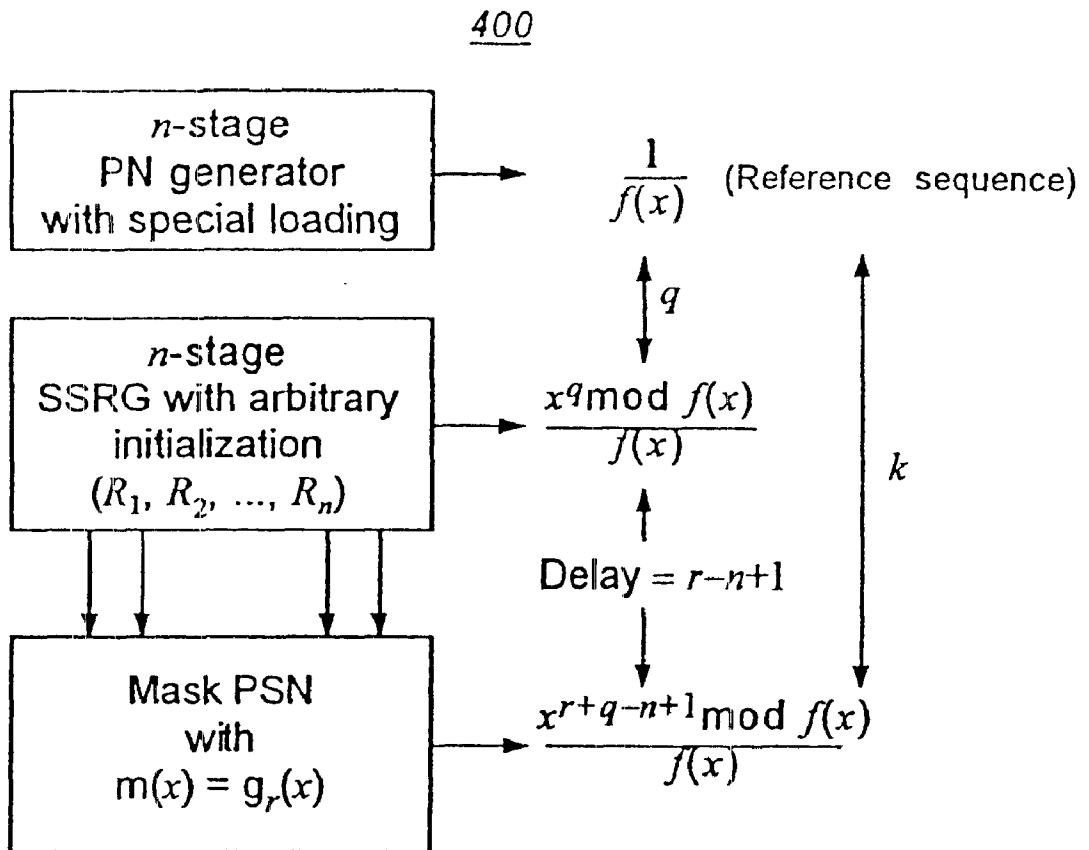 400
n-stage
PN generator
with special loading
1
f(x)
(Reference sequence)
q
n-stage
SSRG with arbitrary
initialization
(R₁, R₂, ..., Rₙ)
x^q mod f(x)
f(x)
k
Delay = r–n+1
Mask PSN
with
m(x) = gᵣ(x)
x^{r+q–n+1} mod f(x)
f(x)